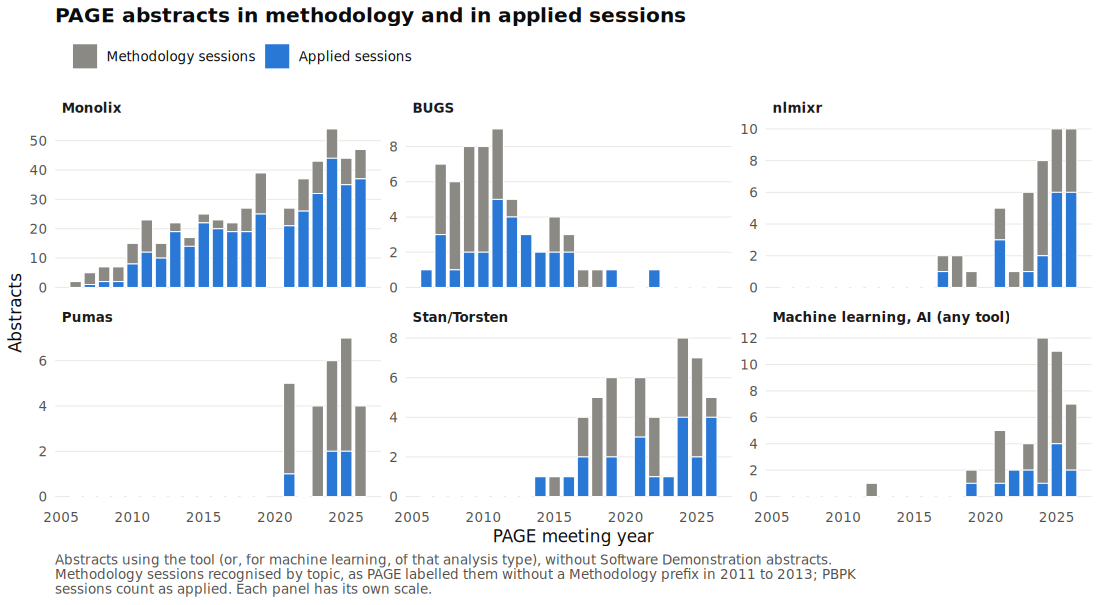 PAGE abstracts in methodology and in applied sessions
Methodology sessions Applied sessions
Monolix
BUGS
nlmixr
50
40
30
20
10
0
8
6
4
2
0
10
8
6
4
2
0
Abstracts
Pumas
Stan/Torsten
Machine learning, AI (any tool)
6
4
2
0
8
6
4
2
0
12
10
8
6
4
2
0
2005 2010 2015 2020 2025
2005 2010 2015 2020 2025
2005 2010 2015 2020 2025
PAGE meeting year
Abstracts using the tool (or, for machine learning, of that analysis type), without Software Demonstration abstracts.
Methodology sessions recognised by topic, as PAGE labelled them without a Methodology prefix in 2011 to 2013; PBPK
sessions count as applied. Each panel has its own scale.